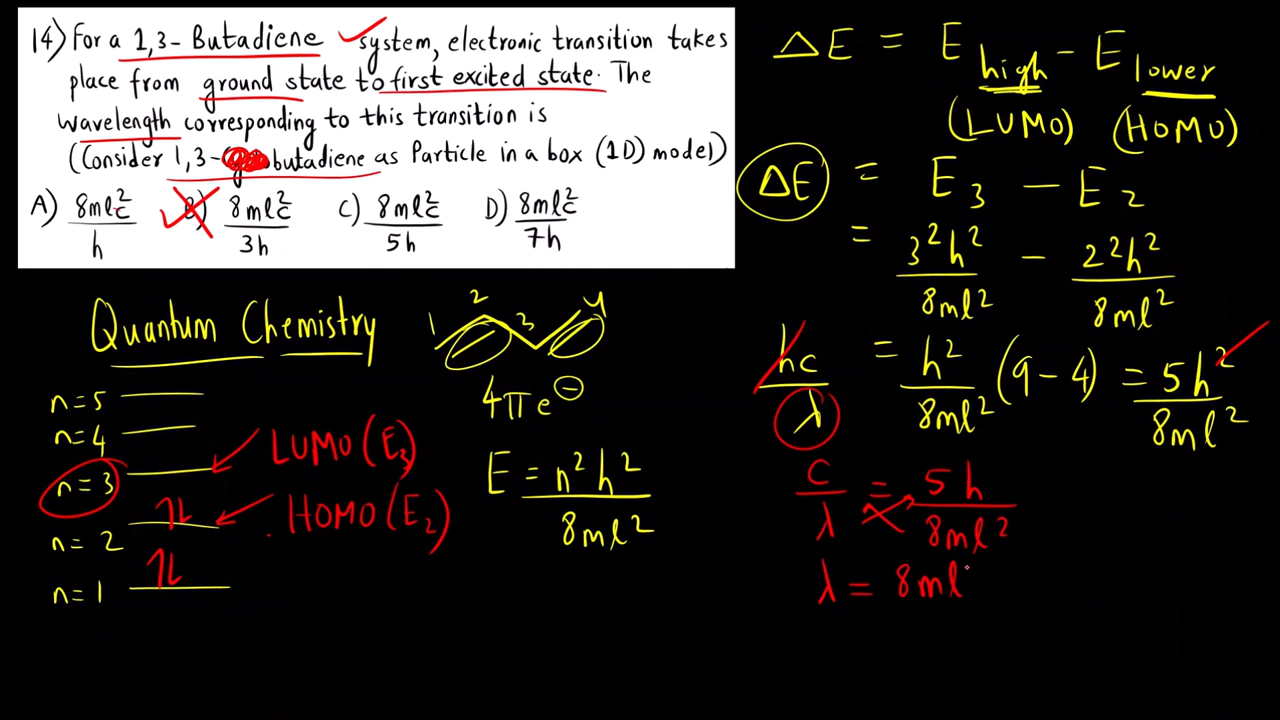 14) For a 1,3-Butadiene system, electronic transition takes
place from ground state to first excited state. The
wavelength corresponding to this transition is
(Consider 1,3- butadiene as Particle in a box (1D) model)
A) 8ml²c/h B) 8ml²c/3h C) 8ml²c/5h D) 8ml²c/7h
Quantum Chemistry
n=5
n=4
n=3
n=2
n=1
LUMO (E₃)
HOMO (E₂)
1 2 3 4
4πe⊖
E = n²h²/8ml²
ΔE = E high - E lower
(LUMO) (HOMO)
ΔE = E₃ - E₂
= 3²h²/8ml² - 2²h²/8ml²
hc/λ = h²/8ml² (9-4) = 5h²/8ml²
c/λ = 5h/8ml²
λ = 8ml